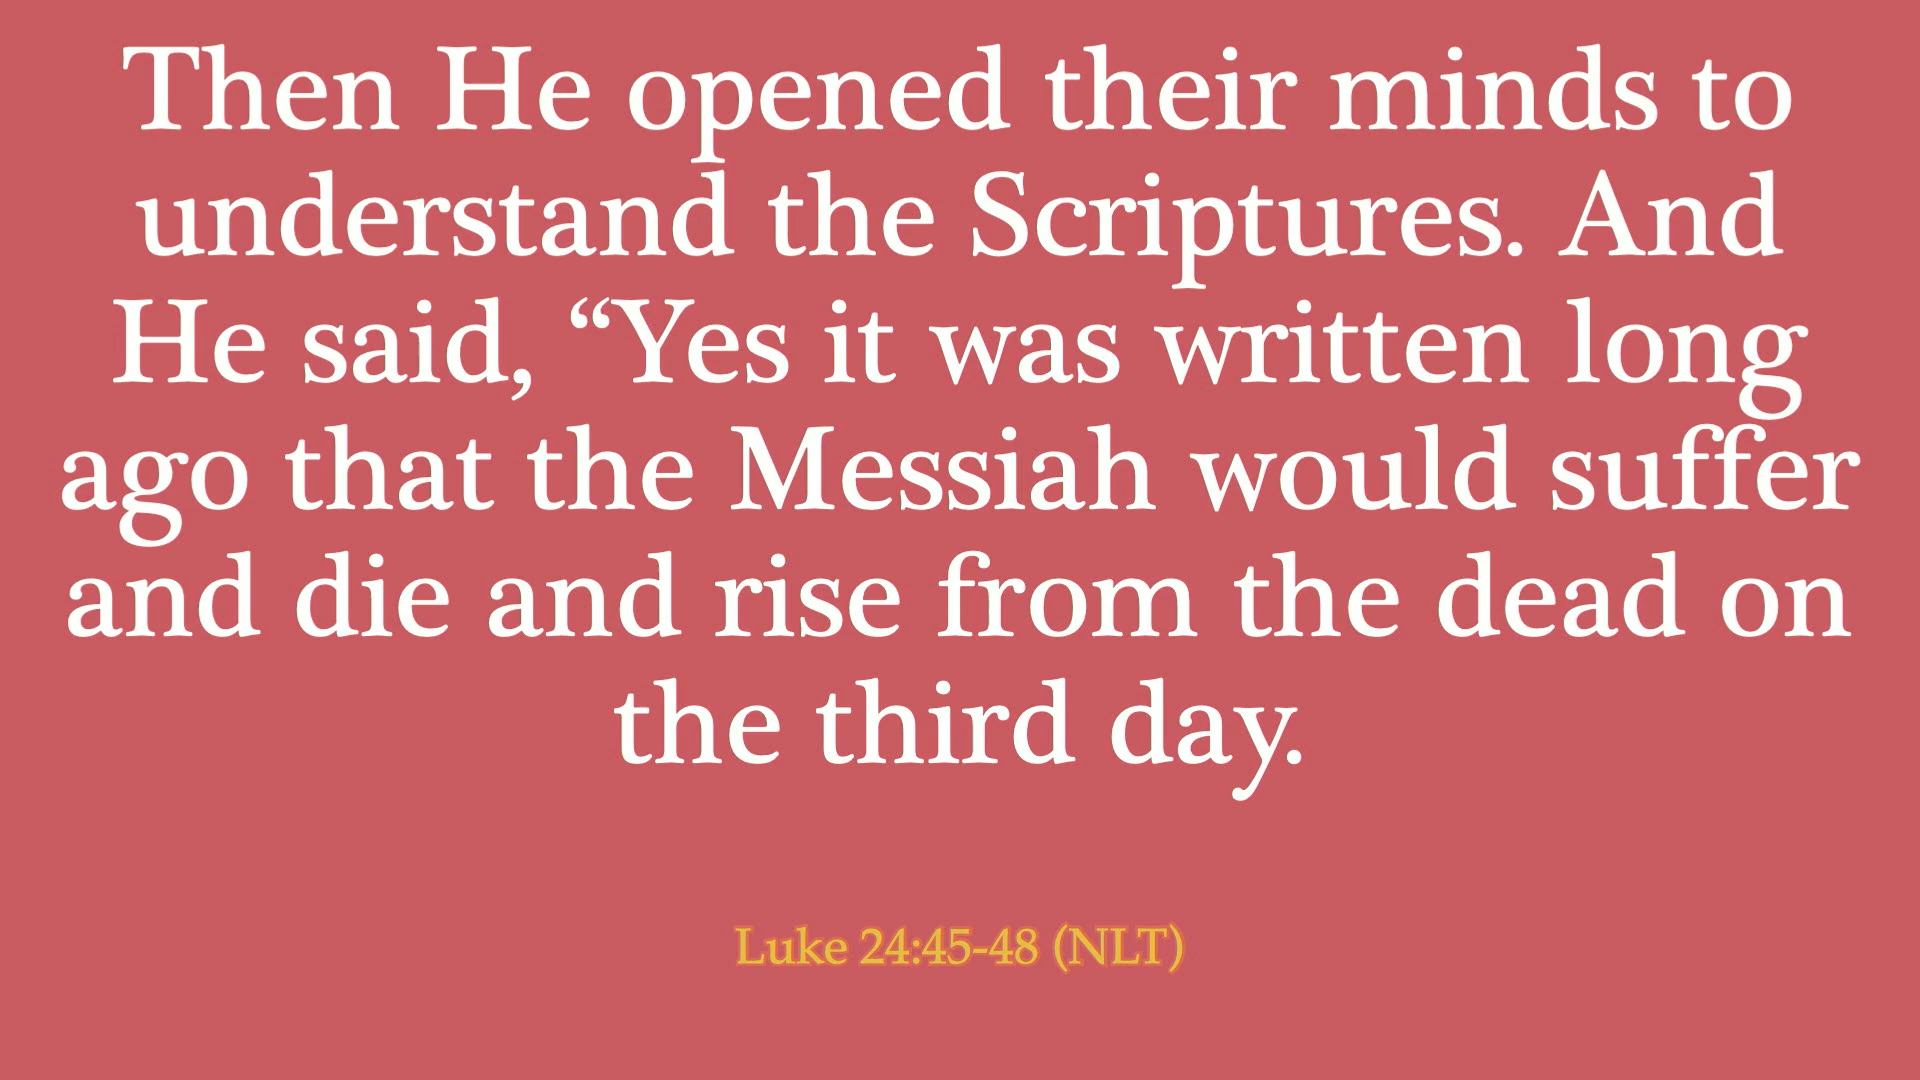 Then He opened their minds to
understand the Scriptures. And
He said, “Yes it was written long
ago that the Messiah would suffer
and die and rise from the dead on
the third day.
Luke 24:45-48 (NLT)